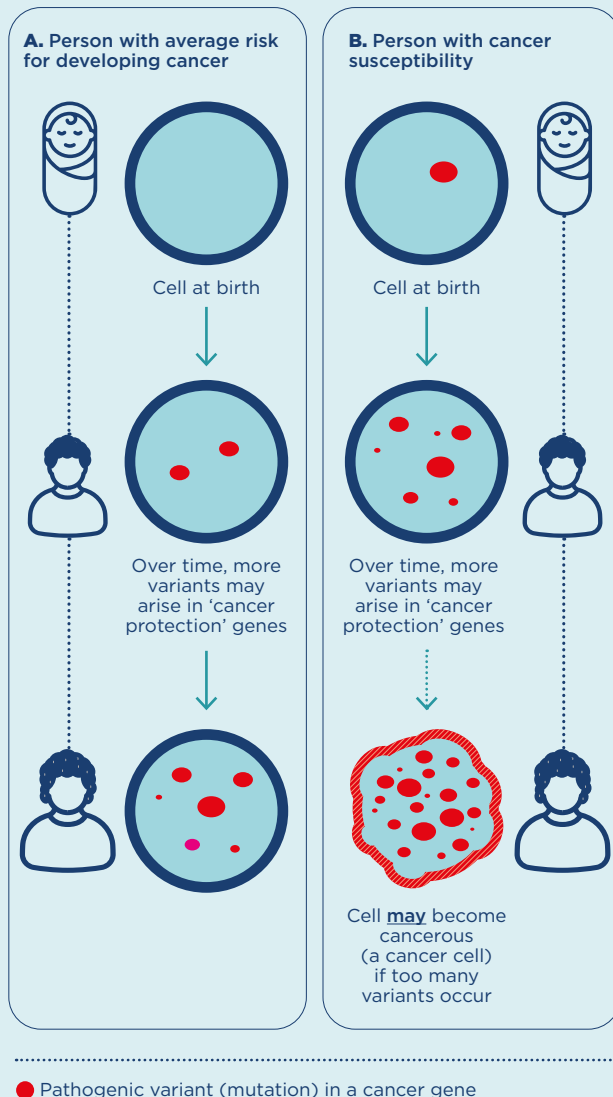 A. Person with average risk
for developing cancer
Cell at birth
Over time, more
variants may
arise in ‘cancer
protection’ genes
B. Person with cancer
susceptibility
Cell at birth
Over time, more
variants may
arise in ‘cancer
protection’ genes
Cell may become
cancerous
(a cancer cell)
if too many
variants occur
Pathogenic variant (mutation) in a cancer gene